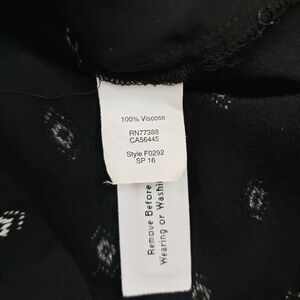 100% Viscose
RN77388
CA56445
Style F0292
SP 16
Remove Before
Wearing or Washi